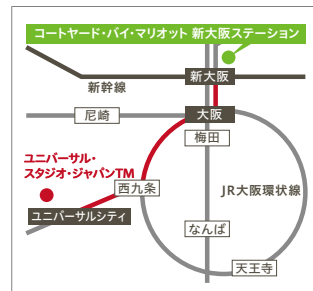 コートヤード・バイ・マリオット 新大阪ステーション
新大阪
新幹線
尼崎
大阪
梅田
ユニバーサル・
スタジオ・ジャパンTM
西九条
JR大阪環状線
ユニバーサルシティ
なんば
天王寺